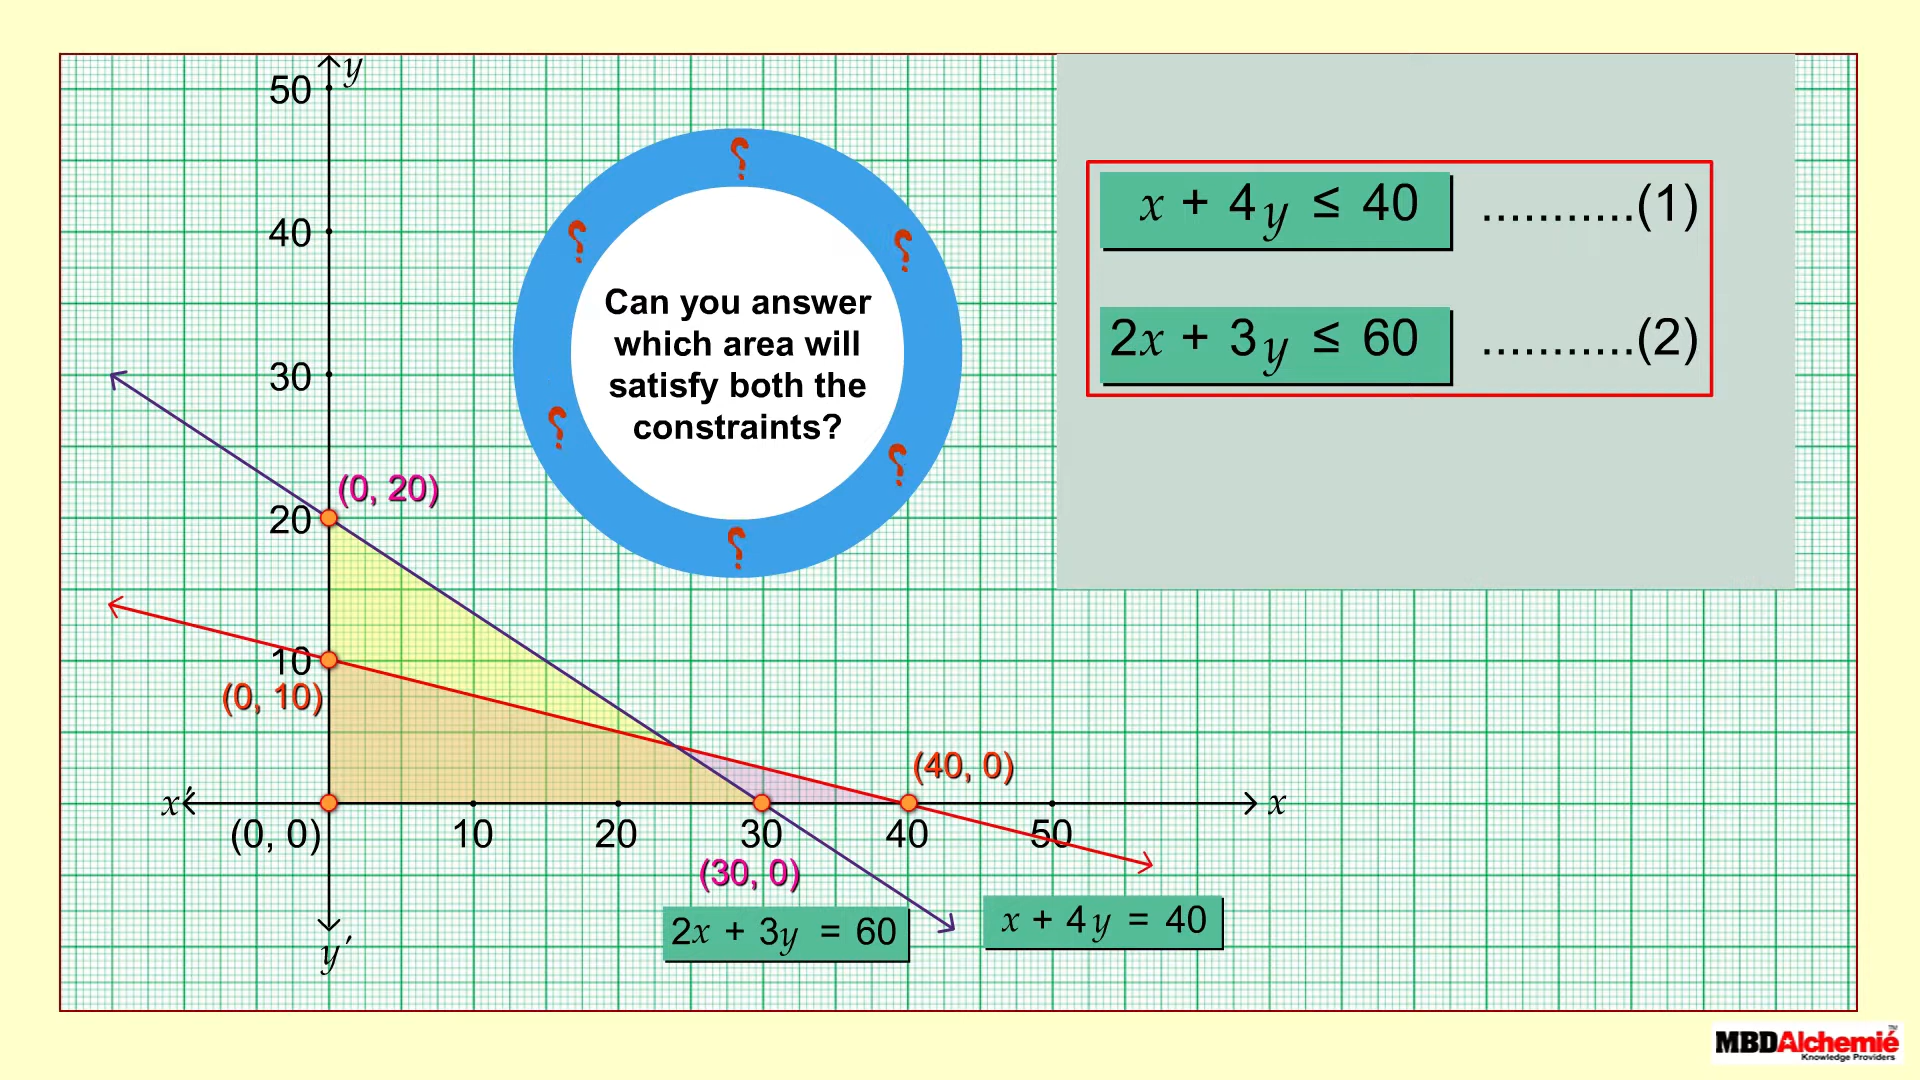 y
50
40
30
20
10
(0, 20)
(0, 10)
x′
(0, 0)
10
20
30
40
50
x
(40, 0)
(30, 0)
y′
2x + 3y = 60
x + 4y = 40
?
?
?
?
?
?
Can you answer
which area will
satisfy both the
constraints?
x + 4y ≤ 40 ...........(1)
2x + 3y ≤ 60 ...........(2)
MBDAlchemié™
Knowledge Providers